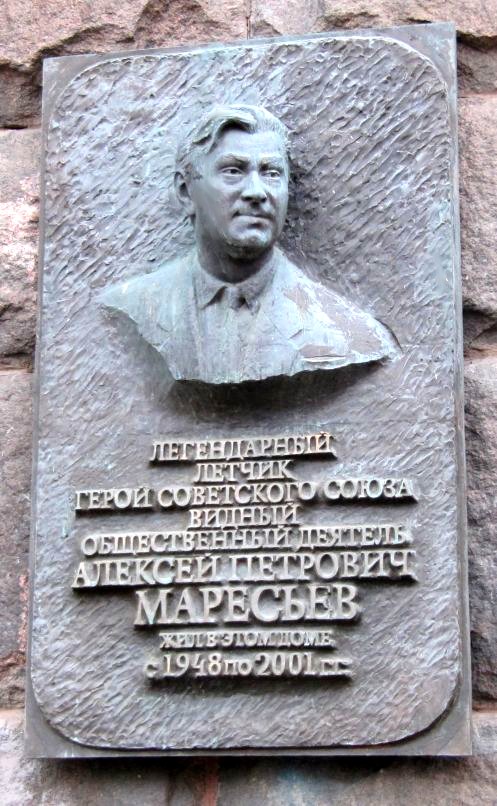 ЛЕГЕНДАРНЫЙ
ЛЕТЧИК
ГЕРОЙ СОВЕТСКОГО СОЮЗА
ВИДНЫЙ
ОБЩЕСТВЕННЫЙ ДЕЯТЕЛЬ
АЛЕКСЕЙ ПЕТРОВИЧ
МАРЕСЬЕВ
ЖИЛ В ЭТОМ ДОМЕ
с 1948 по 2001 г.г.